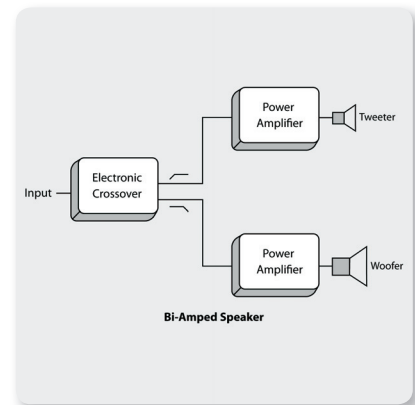 Power
Amplifier
Tweeter
Electronic
Crossover
Input
Power
Amplifier
Woofer
Bi-Amped Speaker